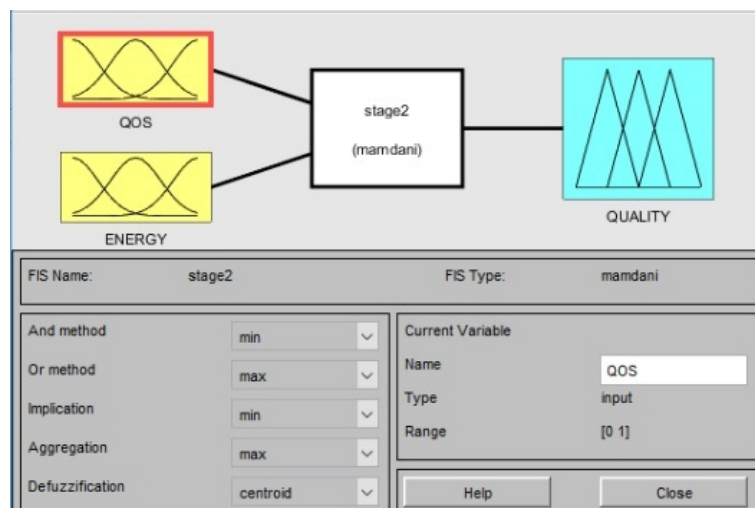 QOS
stage2
(mamdani)
ENERGY
QUALITY
FIS Name: stage2 FIS Type: mamdani
And method min
Or method max
Implication min
Aggregation max
Defuzzification centroid
Current Variable
Name QOS
Type input
Range [0 1]
Help Close